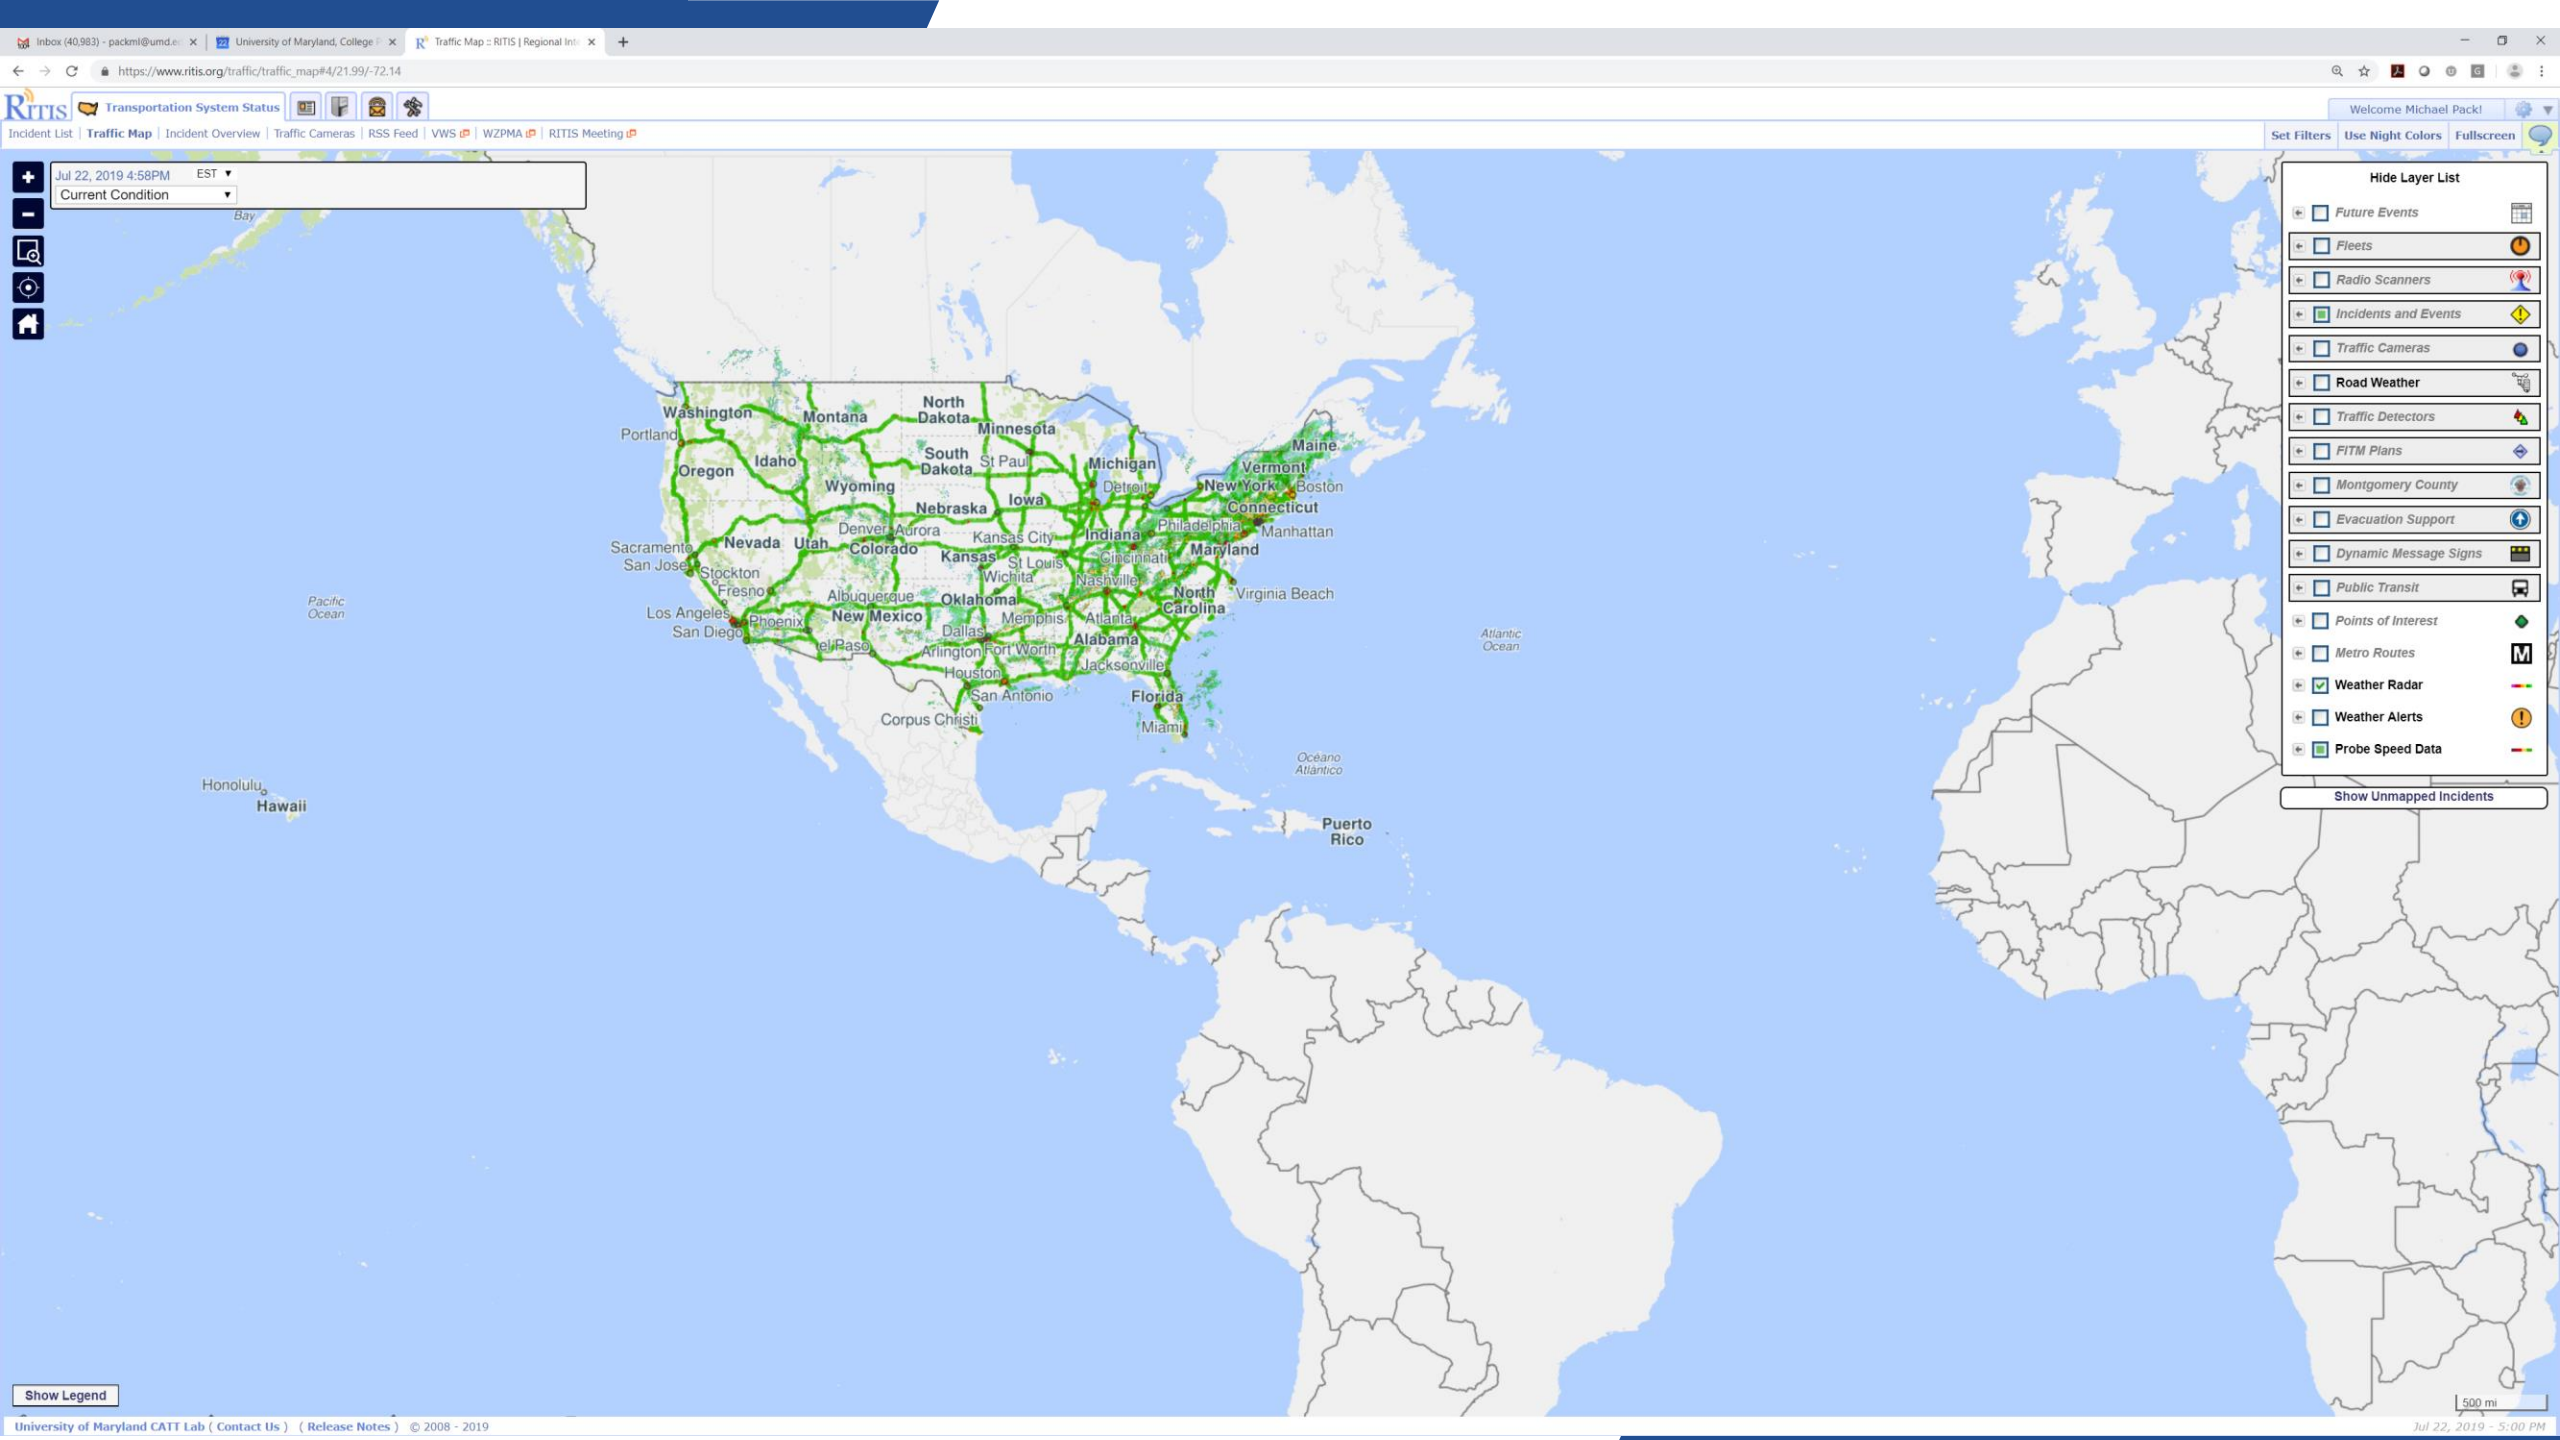 Inbox (40,983) - packml@umd.e
University of Maryland, College P
Traffic Map :: RITIS | Regional Int
https://www.ritis.org/traffic/traffic_map#4/21.99/-72.14
RITIS
Transportation System Status
Welcome Michael Pack!
Incident List | Traffic Map | Incident Overview | Traffic Cameras | RSS Feed | VWS | WZPMA | RITIS Meeting
Set Filters | Use Night Colors | Fullscreen
Jul 22, 2019 4:58PM EST
Current Condition
Hide Layer List
Future Events
Fleets
Radio Scanners
Incidents and Events
Traffic Cameras
Road Weather
Traffic Detectors
FITM Plans
Montgomery County
Evacuation Support
Dynamic Message Signs
Public Transit
Points of Interest
Metro Routes
M
Weather Radar
Weather Alerts
Probe Speed Data
Show Unmapped Incidents
Bay
Washington
Montana
North
Dakota
Minnesota
Portland
Maine
Oregon
Idaho
South
Dakota
St Paul
Michigan
Vermont
Wyoming
Detroit
New York
Boston
Nebraska
Iowa
Connecticut
Denver
Aurora
Kansas City
Philadelphia
Manhattan
Sacramento
Nevada
Utah
Colorado
Kansas
St Louis
Indiana
Cincinnati
Maryland
San Jose
Stockton
Wichita
Nashville
Fresno
Albuquerque
Oklahoma
North
Carolina
Virginia Beach
Pacific
Ocean
Los Angeles
Phoenix
New Mexico
Memphis
Atlanta
San Diego
Dallas
Alabama
Atlantic
Ocean
el Paso
Arlington
Fort Worth
Jacksonville
Houston
San Antonio
Florida
Corpus Christi
Miami
Océano
Atlántico
Honolulu
Hawaii
Puerto
Rico
Show Legend
500 mi
University of Maryland CATT Lab ( Contact Us ) ( Release Notes ) © 2008 - 2019
Jul 22, 2019 - 5:00 PM